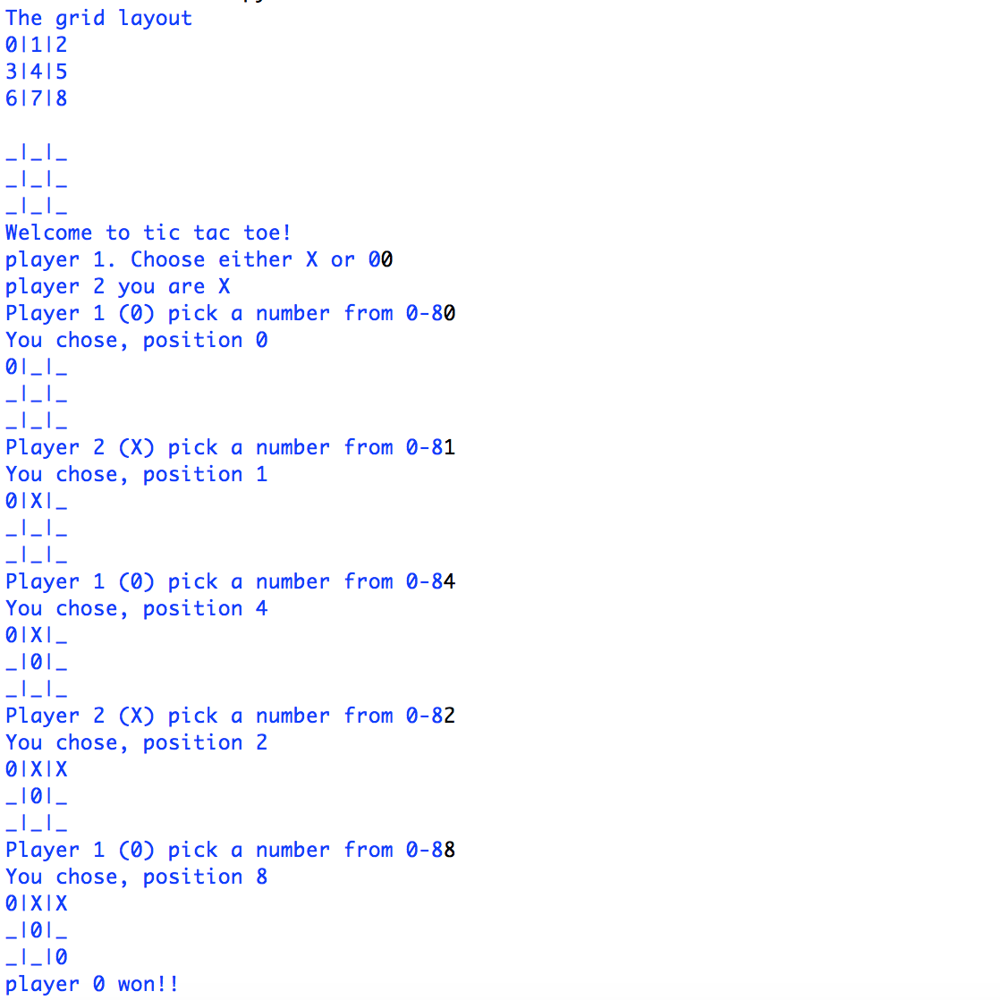 The grid layout
0|1|2
3|4|5
6|7|8
_|_|_
_|_|_
_|_|_
Welcome to tic tac toe!
player 1. Choose either X or 00
player 2 you are X
Player 1 (0) pick a number from 0-80
You chose, position 0
0|_|_
_|_|_
_|_|_
Player 2 (X) pick a number from 0-81
You chose, position 1
0|X|_
_|_|_
_|_|_
Player 1 (0) pick a number from 0-84
You chose, position 4
0|X|_
_|0|_
_|_|_
Player 2 (X) pick a number from 0-82
You chose, position 2
0|X|X
_|0|_
_|_|_
Player 1 (0) pick a number from 0-88
You chose, position 8
0|X|X
_|0|_
_|_|0
player 0 won!!